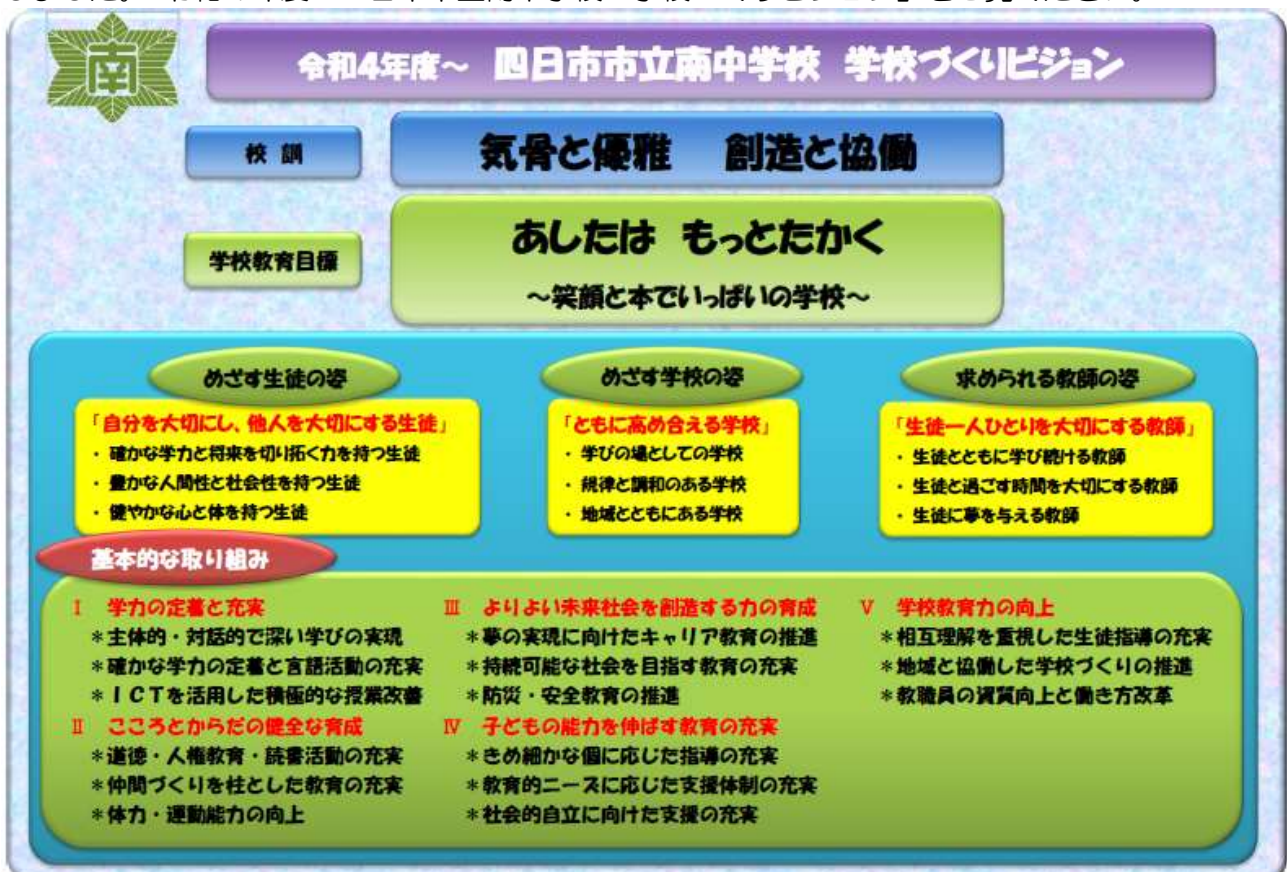 南
令和4年度～ 四日市市立南中学校 学校づくりビジョン
校訓
気骨と優雅 創造と協働
学校教育目標
あしたは もっとたかく
～笑顔と本でいっぱいの学校～
めざす生徒の姿
「自分を大切にし、他人を大切にする生徒」
・ 確かな学力と将来を切り拓く力を持つ生徒
・ 豊かな人間性と社会性を持つ生徒
・ 健やかな心と体を持つ生徒
めざす学校の姿
「ともに高め合える学校」
・ 学びの場としての学校
・ 規律と調和のある学校
・ 地域とともにある学校
求められる教師の姿
「生徒一人ひとりを大切にする教師」
・ 生徒とともに学び続ける教師
・ 生徒と過ごす時間を大切にする教師
・ 生徒に夢を与える教師
基本的な取り組み
Ⅰ 学力の定着と充実
＊主体的・対話的で深い学びの実現
＊確かな学力の定着と言語活動の充実
＊ＩＣＴを活用した積極的な授業改善
Ⅱ こころとからだの健全な育成
＊道徳・人権教育・読書活動の充実
＊仲間づくりを柱とした教育の充実
＊体力・運動能力の向上
Ⅲ よりよい未来社会を創造する力の育成
＊夢の実現に向けたキャリア教育の推進
＊持続可能な社会を目指す教育の充実
＊防災・安全教育の推進
Ⅳ 子どもの能力を伸ばす教育の充実
＊きめ細かな個に応じた指導の充実
＊教育的ニーズに応じた支援体制の充実
＊社会的自立に向けた支援の充実
Ⅴ 学校教育力の向上
＊相互理解を重視した生徒指導の充実
＊地域と協働した学校づくりの推進
＊教職員の資質向上と働き方改革